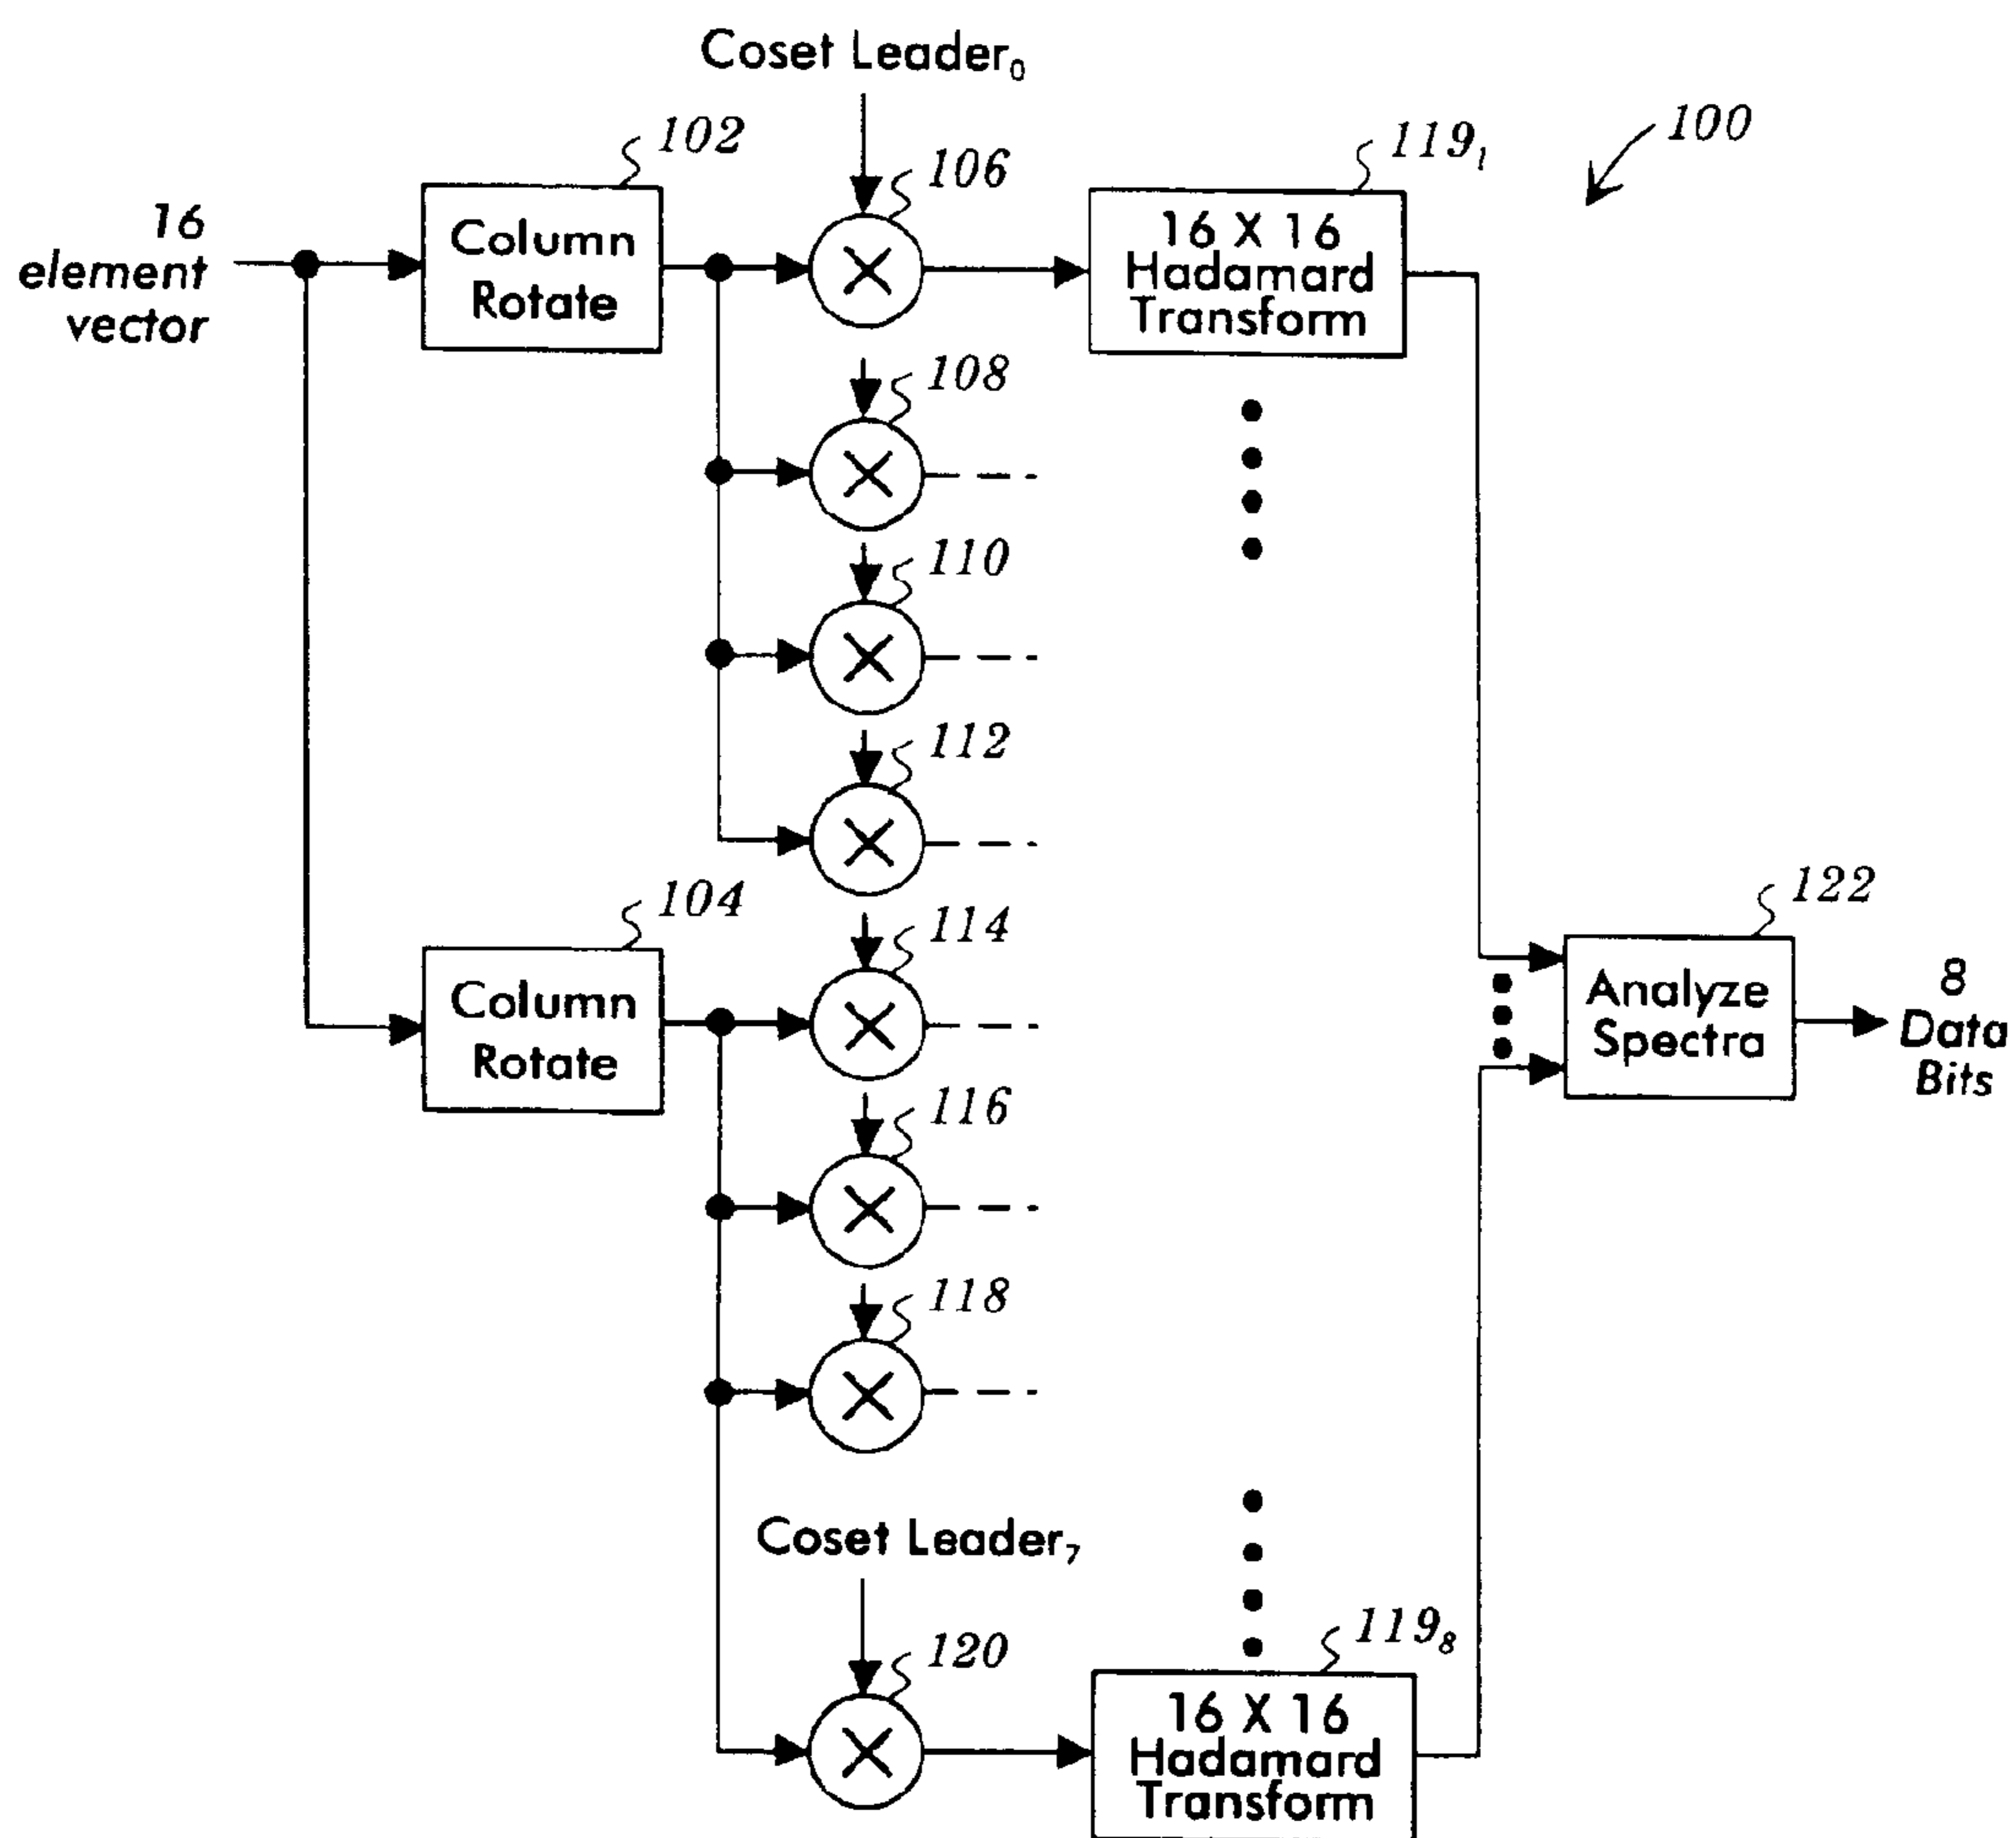 Coset Leader₀
102
106
119₁
100
16
element
vector
Column
Rotate
16 X 16
Hadamard
Transform
108
110
112
104
114
122
Column
Rotate
Analyze
Spectra
8
Data
Bits
116
118
Coset Leader₇
120
119₈
16 X 16
Hadamard
Transform